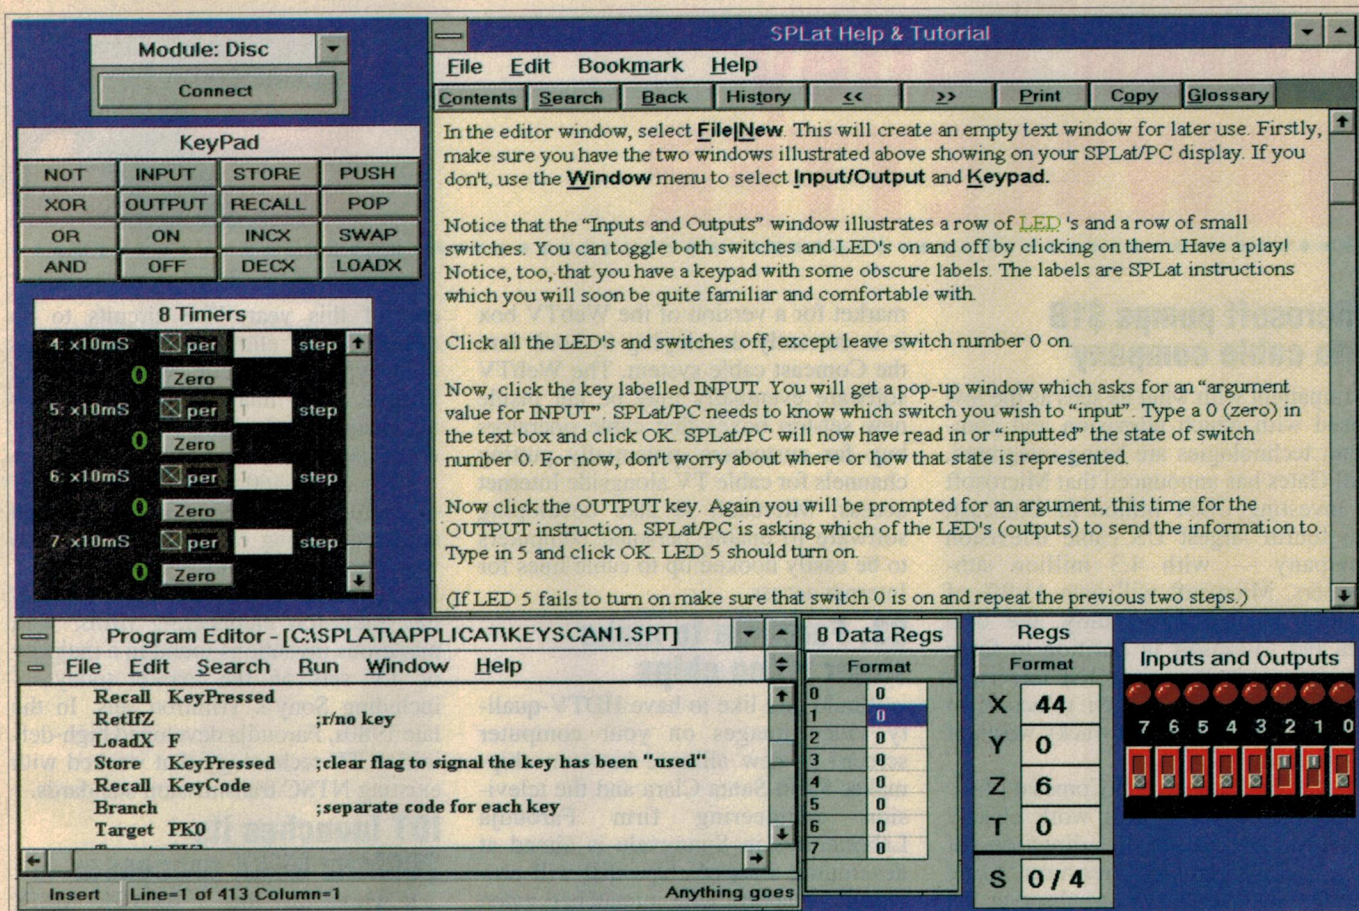 Module: Disc
Connect
KeyPad
NOT INPUT STORE PUSH
XOR OUTPUT RECALL POP
OR ON INCX SWAP
AND OFF DECX LOADX
8 Timers
4: x10mS per 1 step
0 Zero
5: x10mS per 1 step
0 Zero
6: x10mS per 1 step
0 Zero
7: x10mS per 1 step
0 Zero
SPLat Help & Tutorial
File Edit Bookmark Help
Contents Search Back History << >> Print Copy Glossary
In the editor window, select File|New. This will create an empty text window for later use. Firstly,
make sure you have the two windows illustrated above showing on your SPLat/PC display. If you
don't, use the Window menu to select Input/Output and Keypad.
Notice that the "Inputs and Outputs" window illustrates a row of LED 's and a row of small
switches. You can toggle both switches and LED's on and off by clicking on them. Have a play!
Notice, too, that you have a keypad with some obscure labels. The labels are SPLat instructions
which you will soon be quite familiar and comfortable with.
Click all the LED's and switches off, except leave switch number 0 on.
Now, click the key labelled INPUT. You will get a pop-up window which asks for an "argument
value for INPUT". SPLat/PC needs to know which switch you wish to "input". Type a 0 (zero) in
the text box and click OK. SPLat/PC will now have read in or "inputted" the state of switch
number 0. For now, don't worry about where or how that state is represented.
Now click the OUTPUT key. Again you will be prompted for an argument, this time for the
OUTPUT instruction. SPLat/PC is asking which of the LED's (outputs) to send the information to.
Type in 5 and click OK. LED 5 should turn on.
(If LED 5 fails to turn on make sure that switch 0 is on and repeat the previous two steps.)
Program Editor - [C:\SPLAT\APPLICAT\KEYSCAN1.SPT]
File Edit Search Run Window Help
Recall KeyPressed
RetIfZ ;r/no key
LoadX F
Store KeyPressed ;clear flag to signal the key has been "used"
Recall KeyCode
Branch ;separate code for each key
Target PK0
Insert Line=1 of 413 Column=1 Anything goes
8 Data Regs
Format
0 0
1 0
2 0
3 0
4 0
5 0
6 0
7 0
Regs
Format
X 44
Y 0
Z 6
T 0
S 0 / 4
Inputs and Outputs
7 6 5 4 3 2 1 0